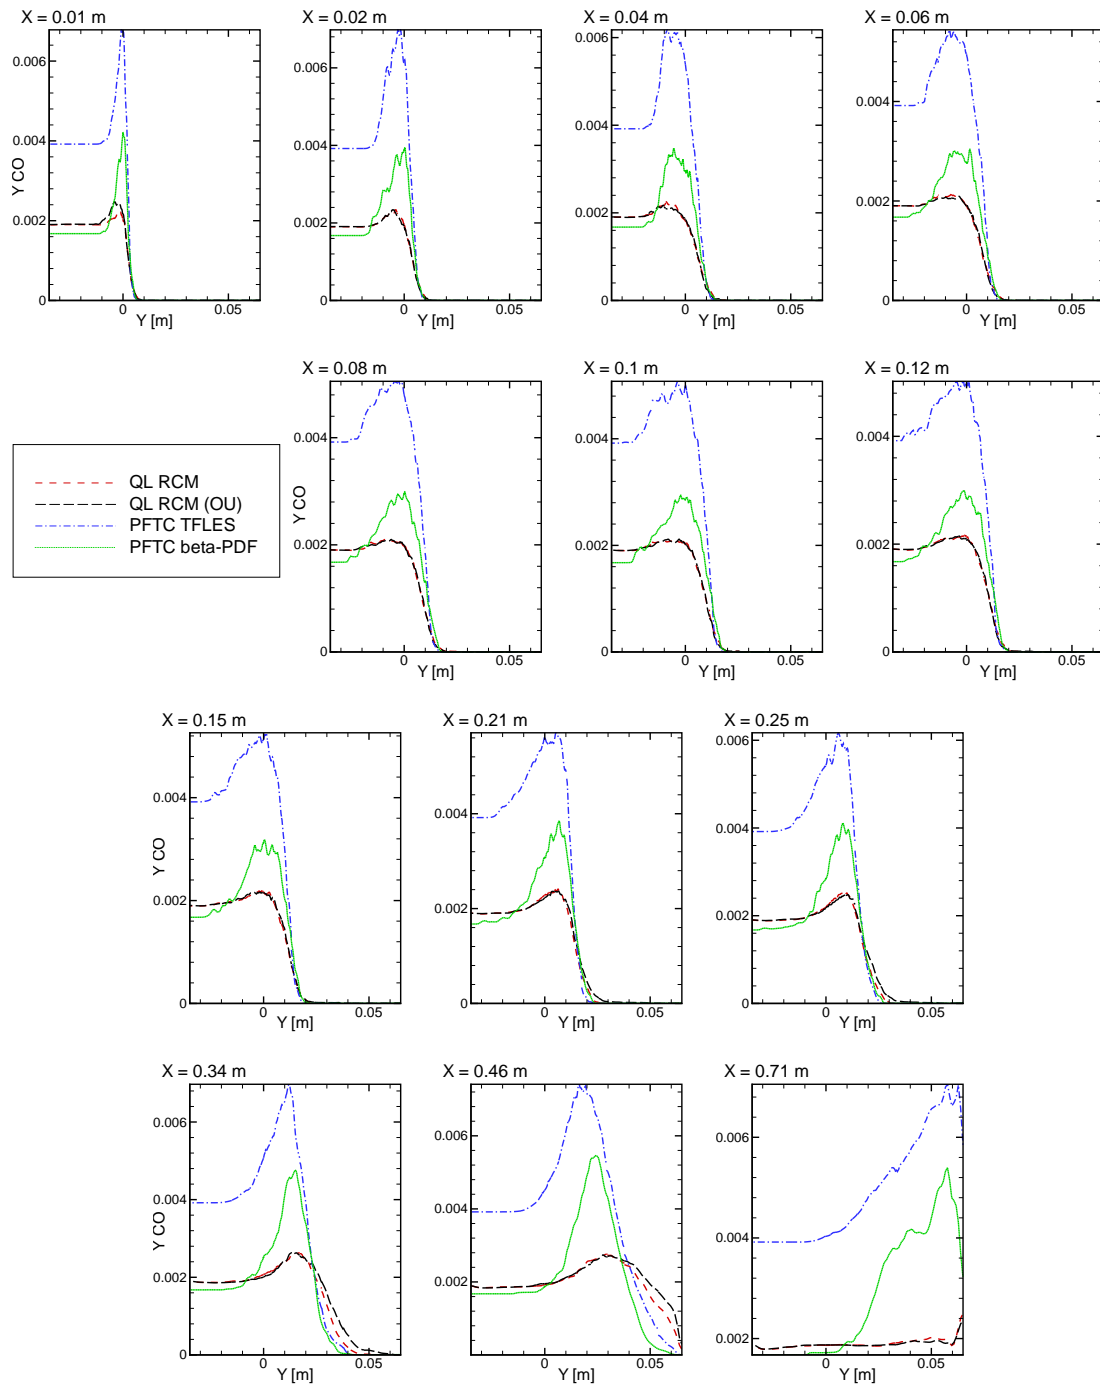 X = 0.01 m
X = 0.02 m
X = 0.04 m
X = 0.06 m
0.006
0.004
0.002
0
Y CO
0
0.05
Y [m]
0.006
0.004
0.002
0
0
0.05
Y [m]
0.006
0.004
0.002
0
0
0.05
Y [m]
0.004
0.002
0
0
0.05
Y [m]
X = 0.08 m
X = 0.1 m
X = 0.12 m
QL RCM
QL RCM (OU)
PFTC TFLES
PFTC beta-PDF
0.004
0.002
0
Y CO
0
0.05
Y [m]
0.004
0.002
0
0
0.05
Y [m]
0.004
0.002
0
0
0.05
Y [m]
X = 0.15 m
X = 0.21 m
X = 0.25 m
0.004
0.002
0
Y CO
0
0.05
Y [m]
0.004
0.002
0
0
0.05
Y [m]
0.006
0.004
0.002
0
0
0.05
Y [m]
X = 0.34 m
X = 0.46 m
X = 0.71 m
0.006
0.004
0.002
0
Y CO
0
0.05
Y [m]
0.006
0.004
0.002
0
0.05
Y [m]
0.006
0.004
0.002
0
0.05
Y [m]